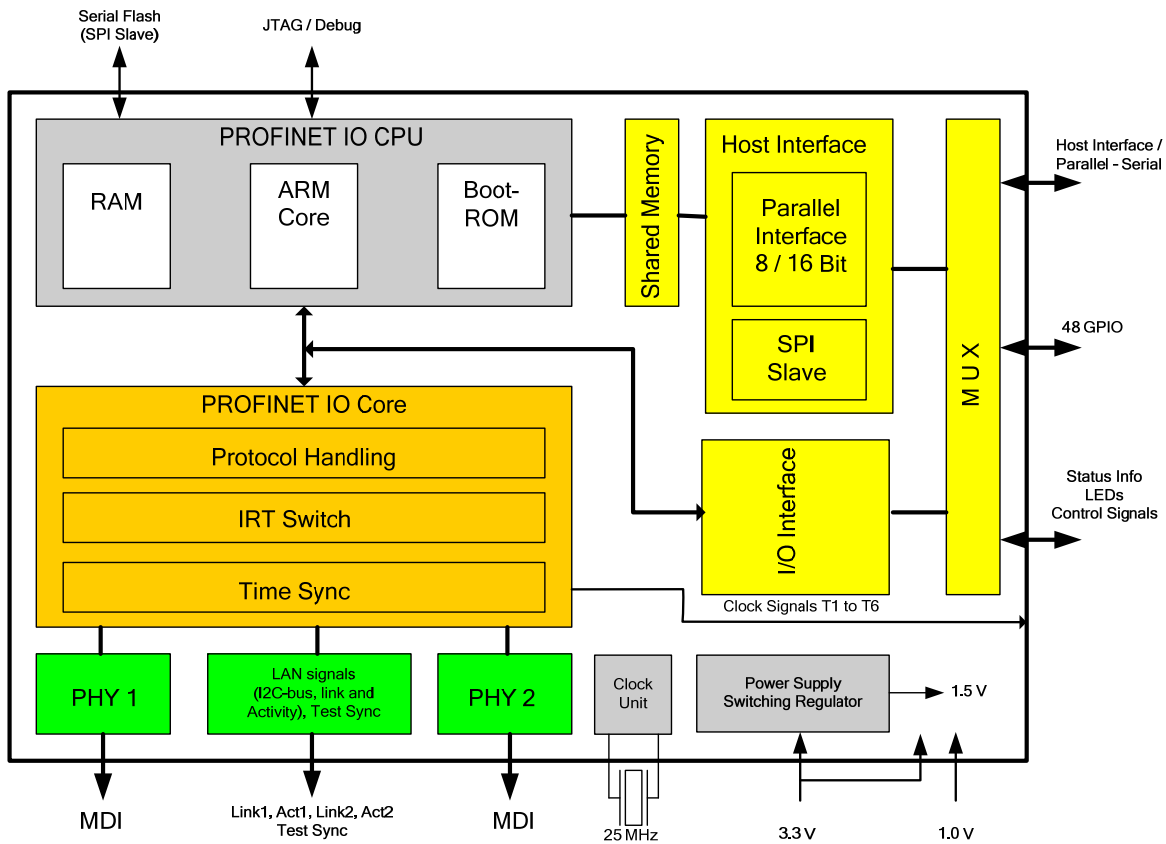 Serial Flash
(SPI Slave)
JTAG / Debug
PROFINET IO CPU
RAM
ARM
Core
Boot-
ROM
Shared Memory
Host Interface
Parallel
Interface
8 / 16 Bit
SPI
Slave
MUX
Host Interface /
Parallel - Serial
48 GPIO
Status Info
LEDs
Control Signals
PROFINET IO Core
Protocol Handling
IRT Switch
Time Sync
I/O Interface
Clock Signals T1 to T6
PHY 1
LAN signals
(I2C-bus, link and
Activity), Test Sync
PHY 2
Clock
Unit
Power Supply
Switching Regulator
1.5 V
MDI
Link1, Act1, Link2, Act2
Test Sync
MDI
25 MHz
3.3 V
1.0 V